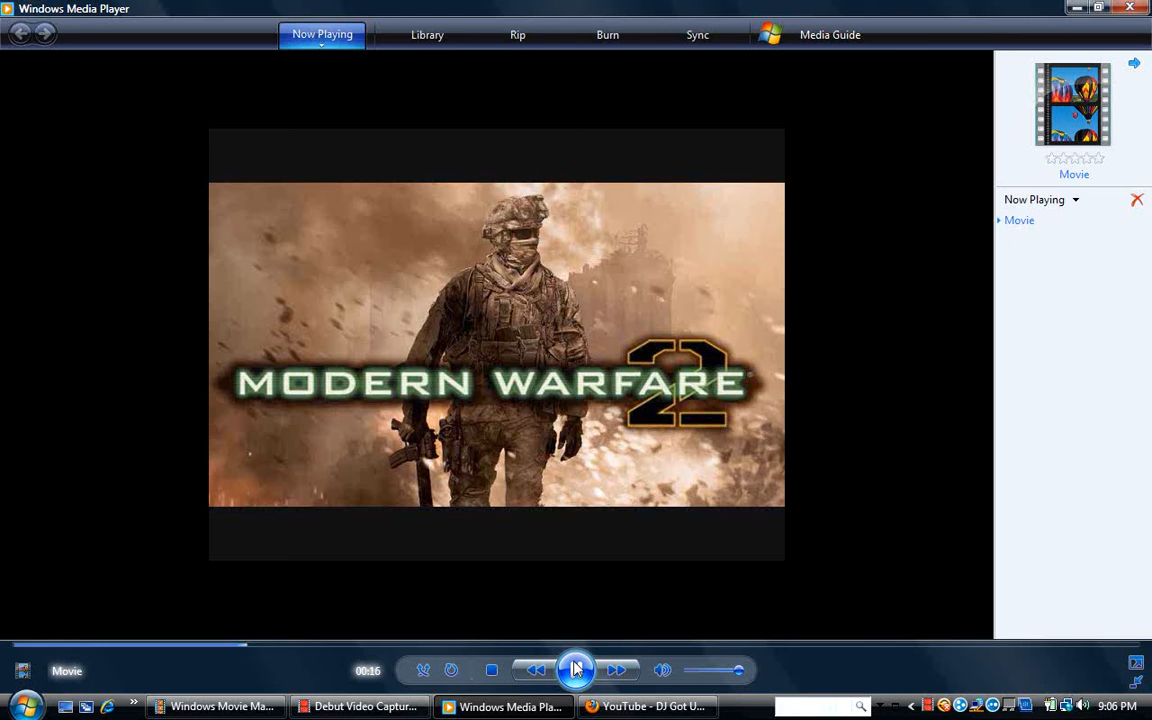 Windows Media Player
Now Playing
Library
Rip
Burn
Sync
Media Guide
Movie
Now Playing
Movie
MODERN WARFARE 2
Movie
00:16
Windows Movie Ma...
Debut Video Captur...
Windows Media Pla...
YouTube - DJ Got U...
9:06 PM